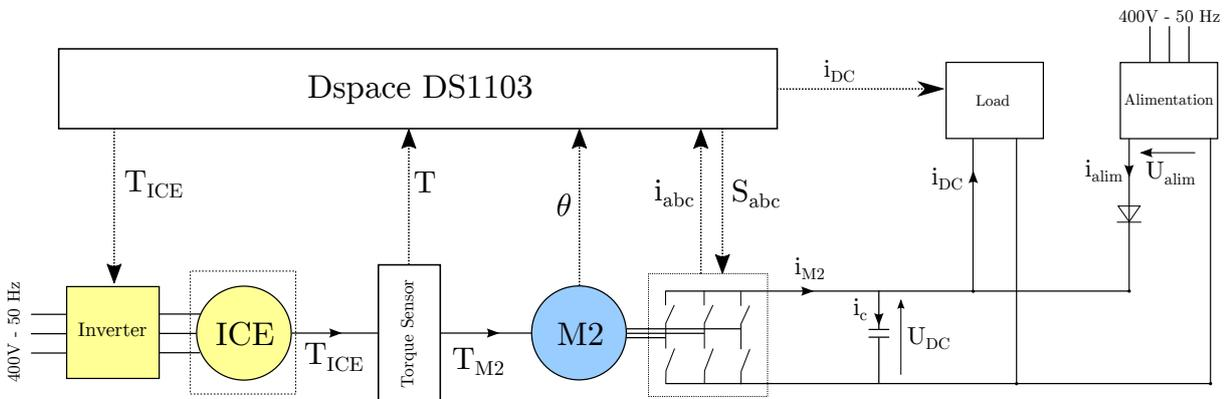 400V - 50 Hz
Dspace DS1103
i_DC
Load
Alimentation
T_ICE
T
θ
i_abc
S_abc
i_DC
i_alim
U_alim
400V - 50 Hz
Inverter
ICE
T_ICE
Torque Sensor
T_M2
M2
i_M2
i_c
U_DC